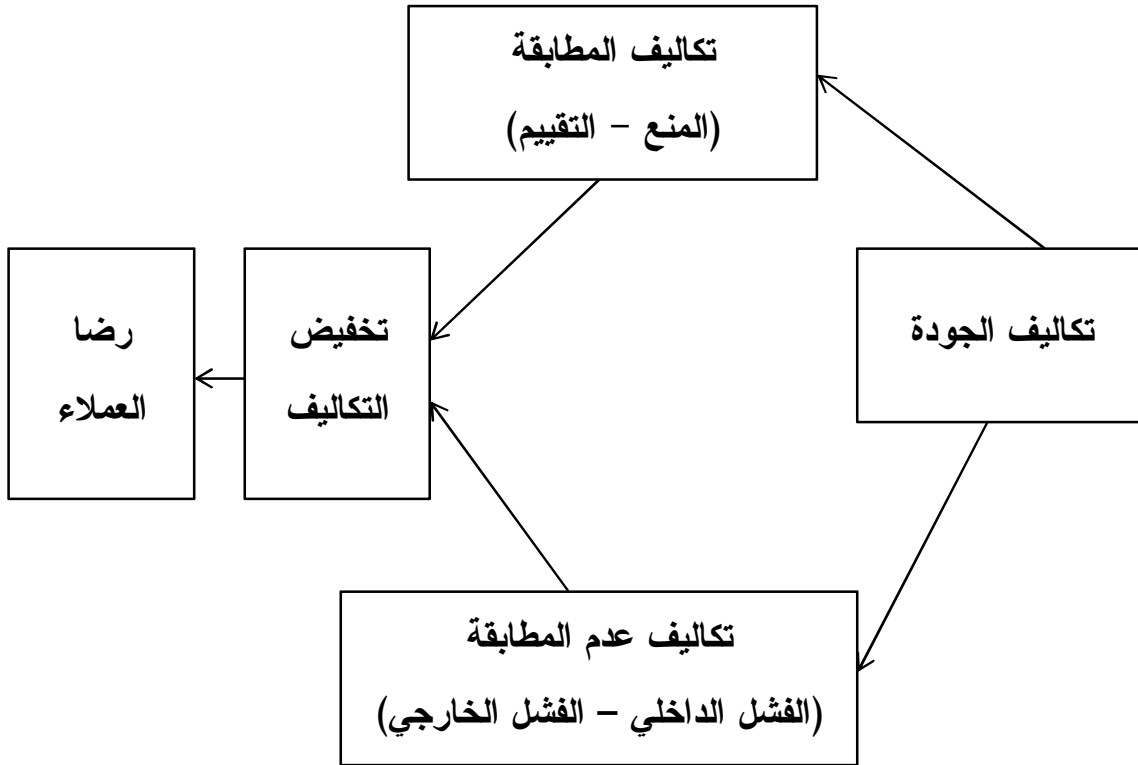 تكاليف المطابقة
(المنع – التقييم)
تكاليف الجودة
تخفيض
التكاليف
رضا
العملاء
تكاليف عدم المطابقة
(الفشل الداخلي – الفشل الخارجي)